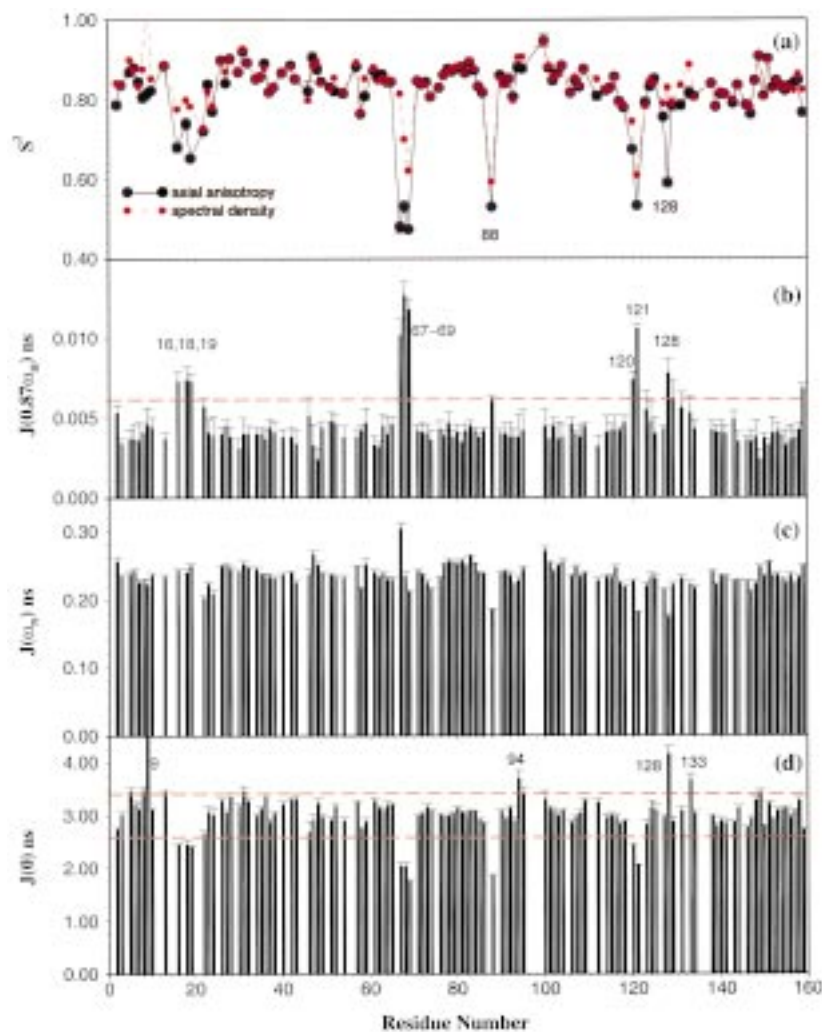 1.00
(a)
0.80
S²
0.60
axial anisotropy
spectral density
88
128
0.40
(b)
J(0.87ωₕ) ns
0.010
16,18,19
67-69
121
120
128
0.005
0.000
(c)
J(ωₙ) ns
0.30
0.20
0.10
0.00
(d)
J(0) ns
9
94
128
133
4.00
3.00
2.00
1.00
0.00
0 20 40 60 80 100 120 140 160
Residue Number